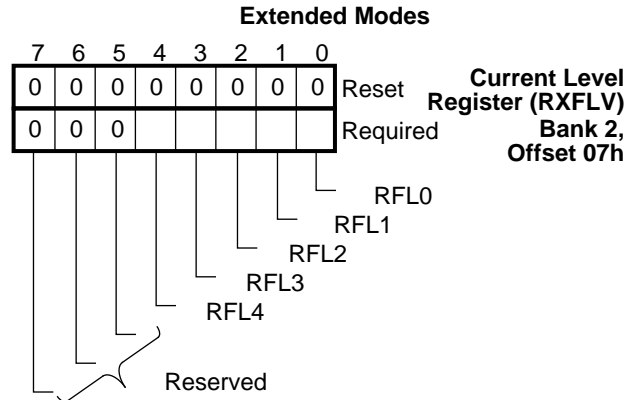 Extended Modes
7 6 5 4 3 2 1 0
0 0 0 0 0 0 0 0 Reset
0 0 0 Required
Current Level
Register (RXFLV)
Bank 2,
Offset 07h
RFL0
RFL1
RFL2
RFL3
RFL4
Reserved